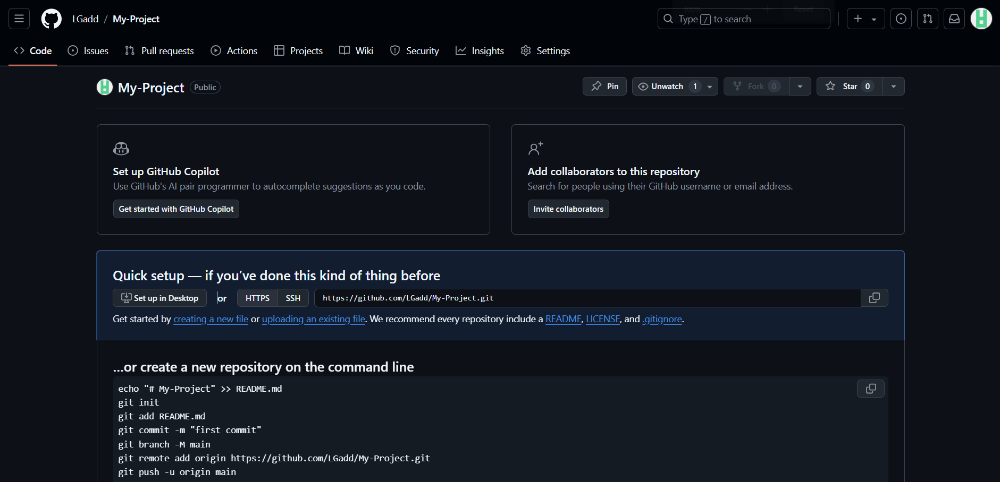 LGadd / My-Project
Type / to search
Code Issues Pull requests Actions Projects Wiki Security Insights Settings
My-Project Public
Pin Unwatch 1 Fork 0 Star 0
Set up GitHub Copilot
Use GitHub's AI pair programmer to autocomplete suggestions as you code.
Get started with GitHub Copilot
Add collaborators to this repository
Search for people using their GitHub username or email address.
Invite collaborators
Quick setup — if you’ve done this kind of thing before
Set up in Desktop or HTTPS SSH https://github.com/LGadd/My-Project.git
Get started by creating a new file or uploading an existing file. We recommend every repository include a README, LICENSE, and .gitignore.
...or create a new repository on the command line
echo "# My-Project" >> README.md
git init
git add README.md
git commit -m "first commit"
git branch -M main
git remote add origin https://github.com/LGadd/My-Project.git
git push -u origin main